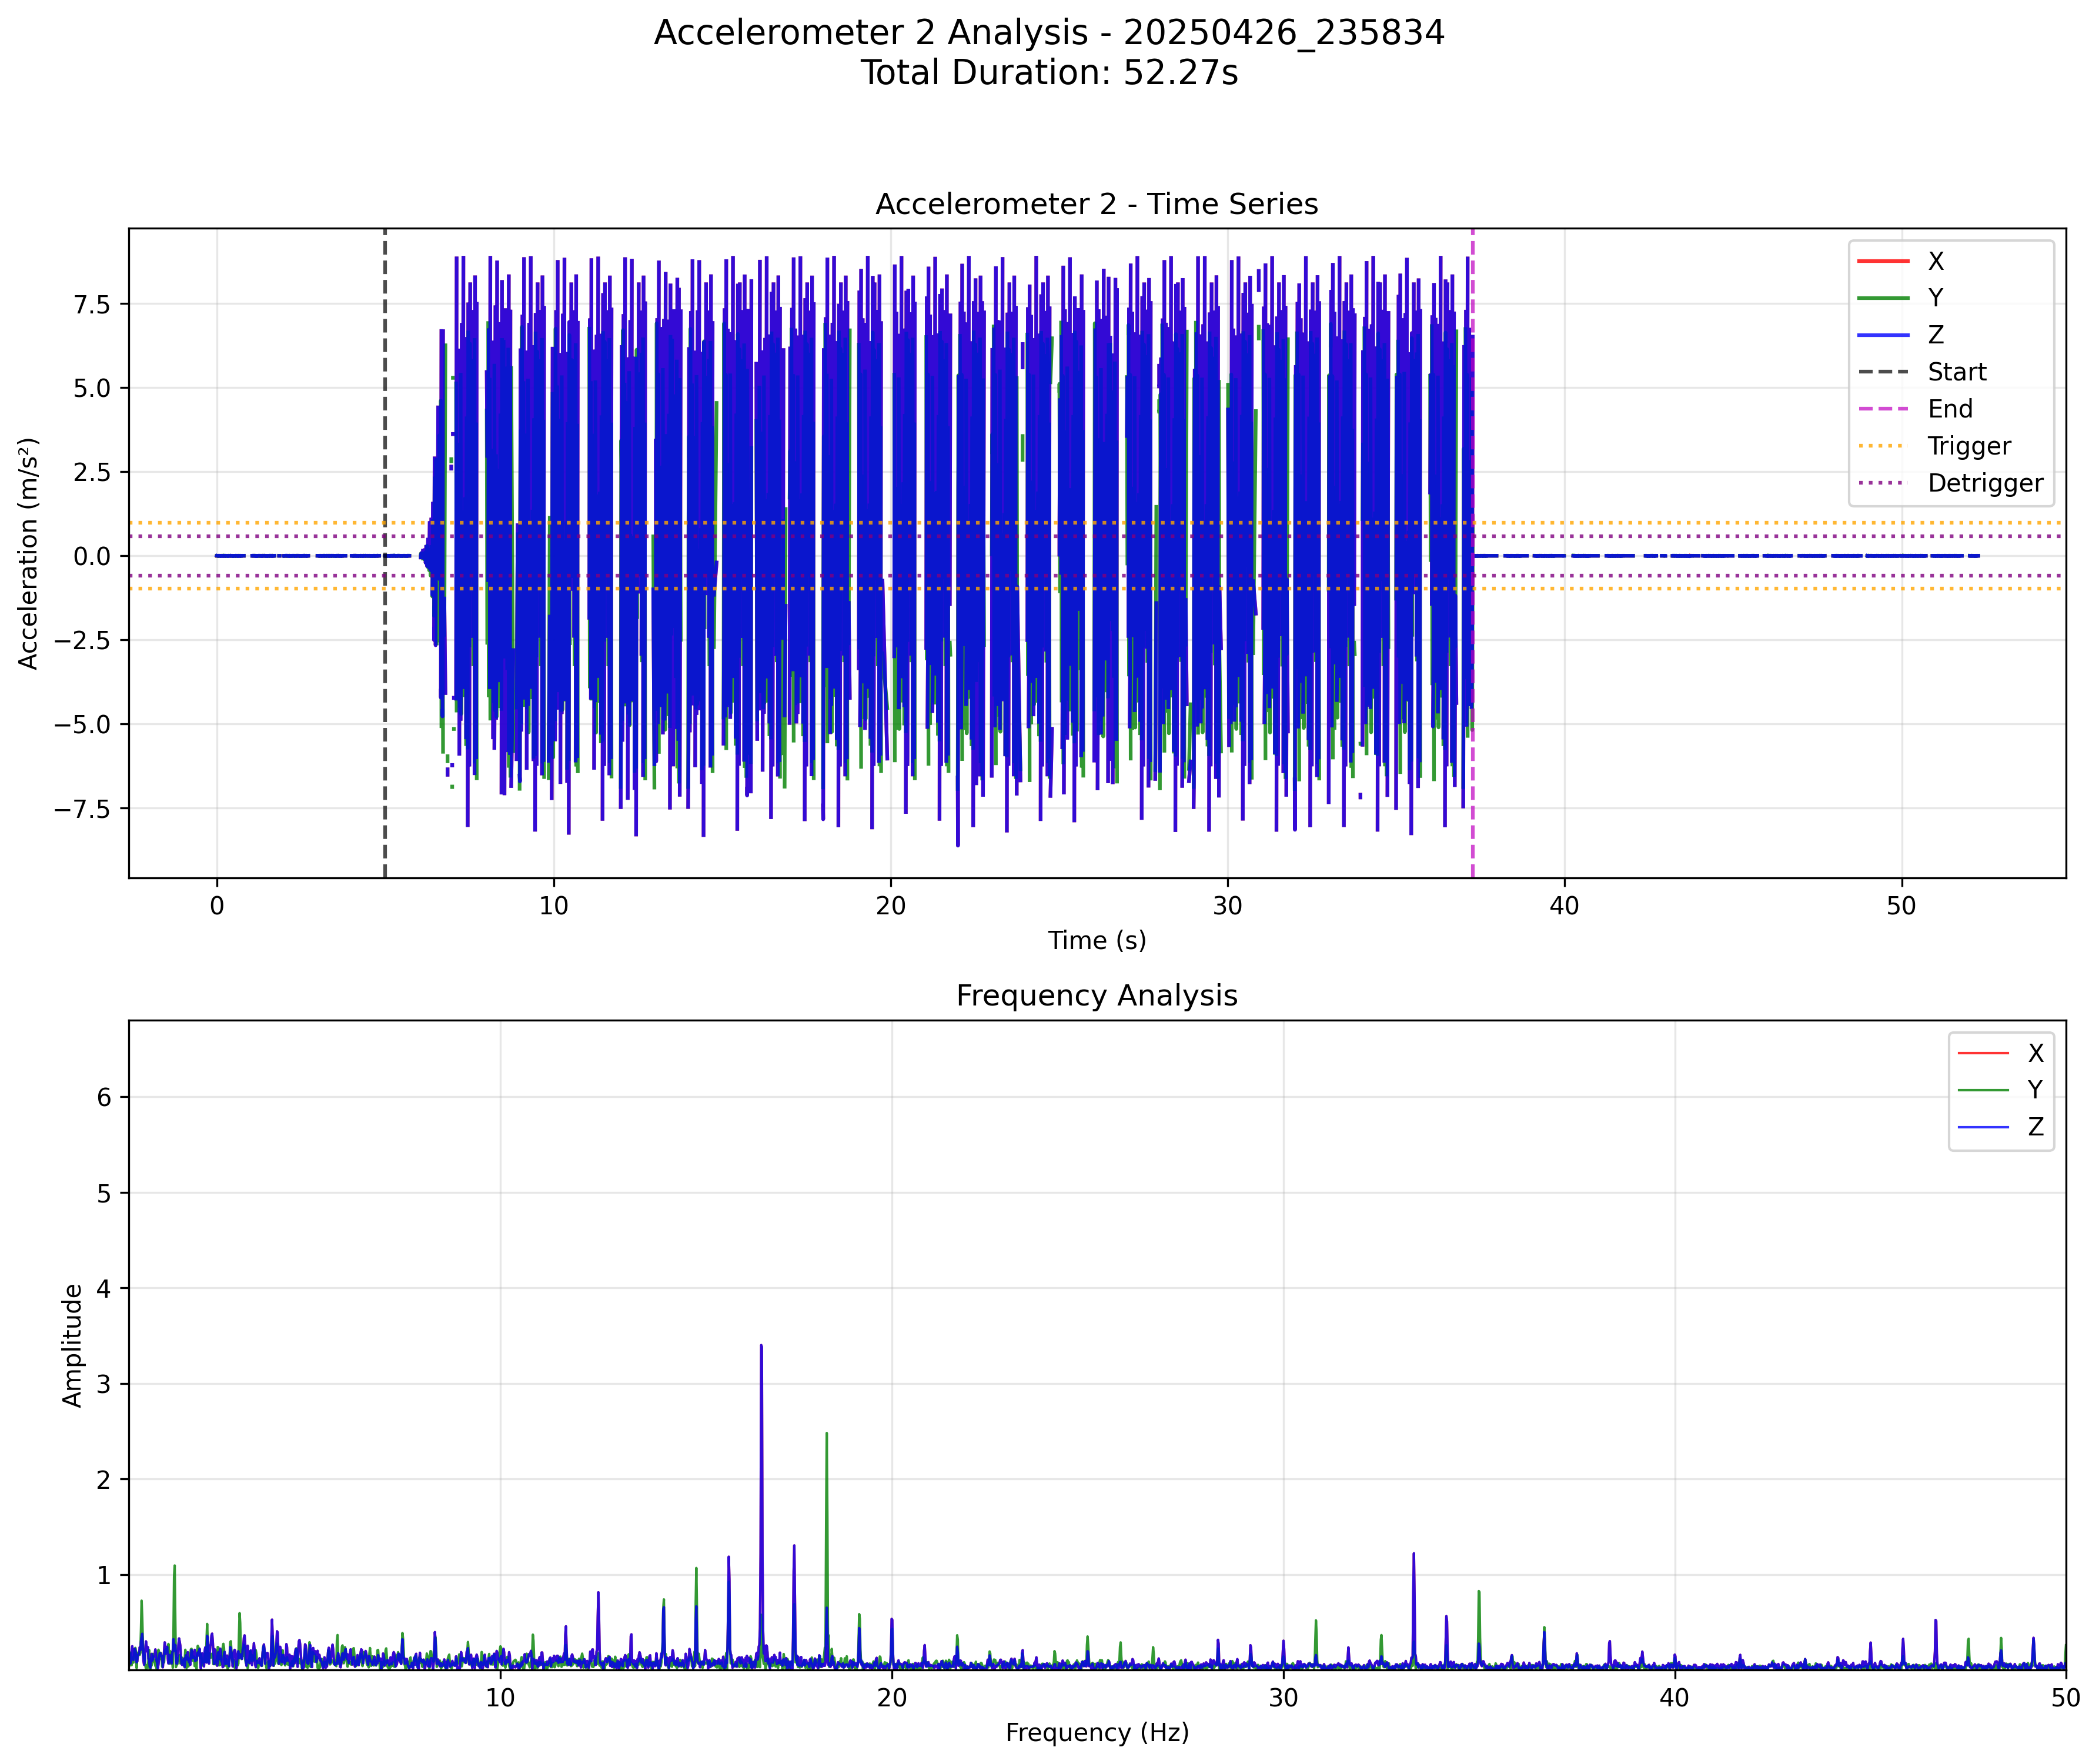 Accelerometer 2 Analysis - 20250426_235834
Total Duration: 52.27s
Accelerometer 2 - Time Series
Acceleration (m/s²)
7.5
5.0
2.5
0.0
−2.5
−5.0
−7.5
X
Y
Z
Start
End
Trigger
Detrigger
0 10 20 30 40 50
Time (s)
Frequency Analysis
Amplitude
6
5
4
3
2
1
X
Y
Z
10 20 30 40 50
Frequency (Hz)